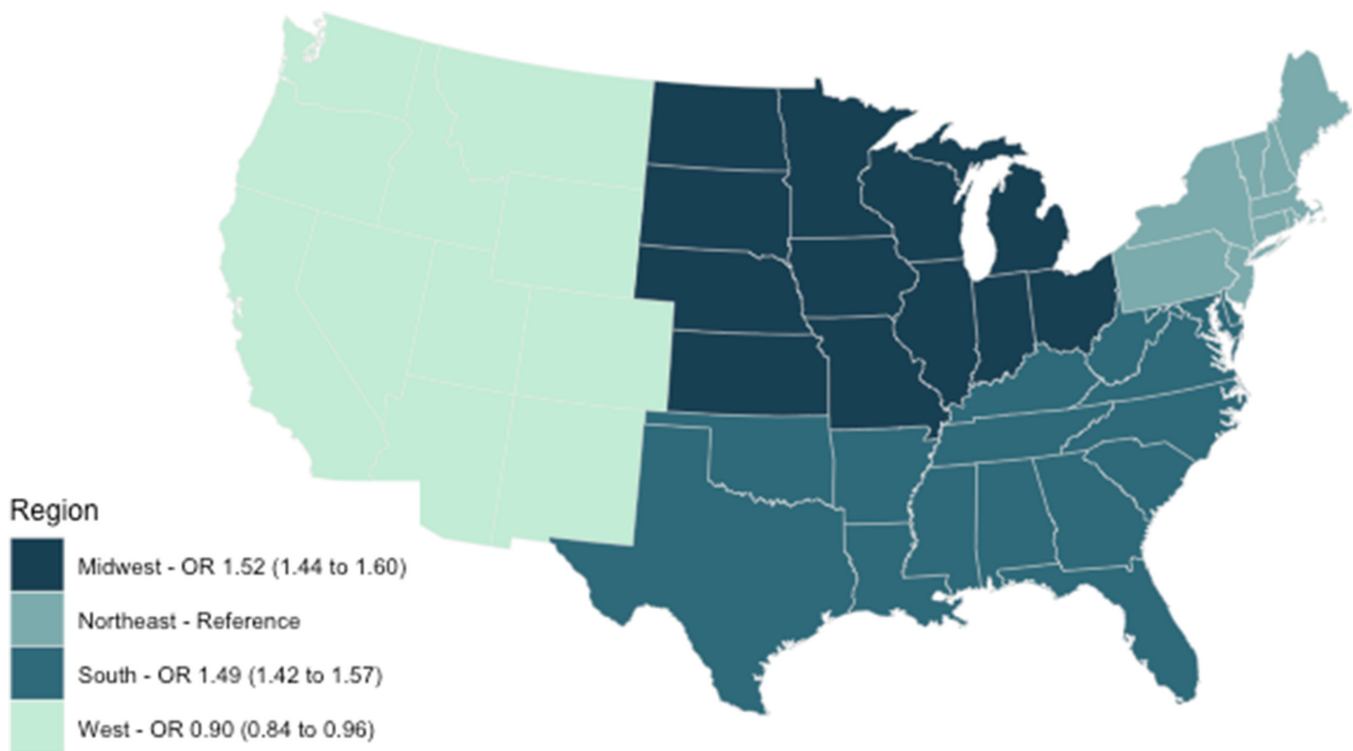 Region
Midwest - OR 1.52 (1.44 to 1.60)
Northeast - Reference
South - OR 1.49 (1.42 to 1.57)
West - OR 0.90 (0.84 to 0.96)